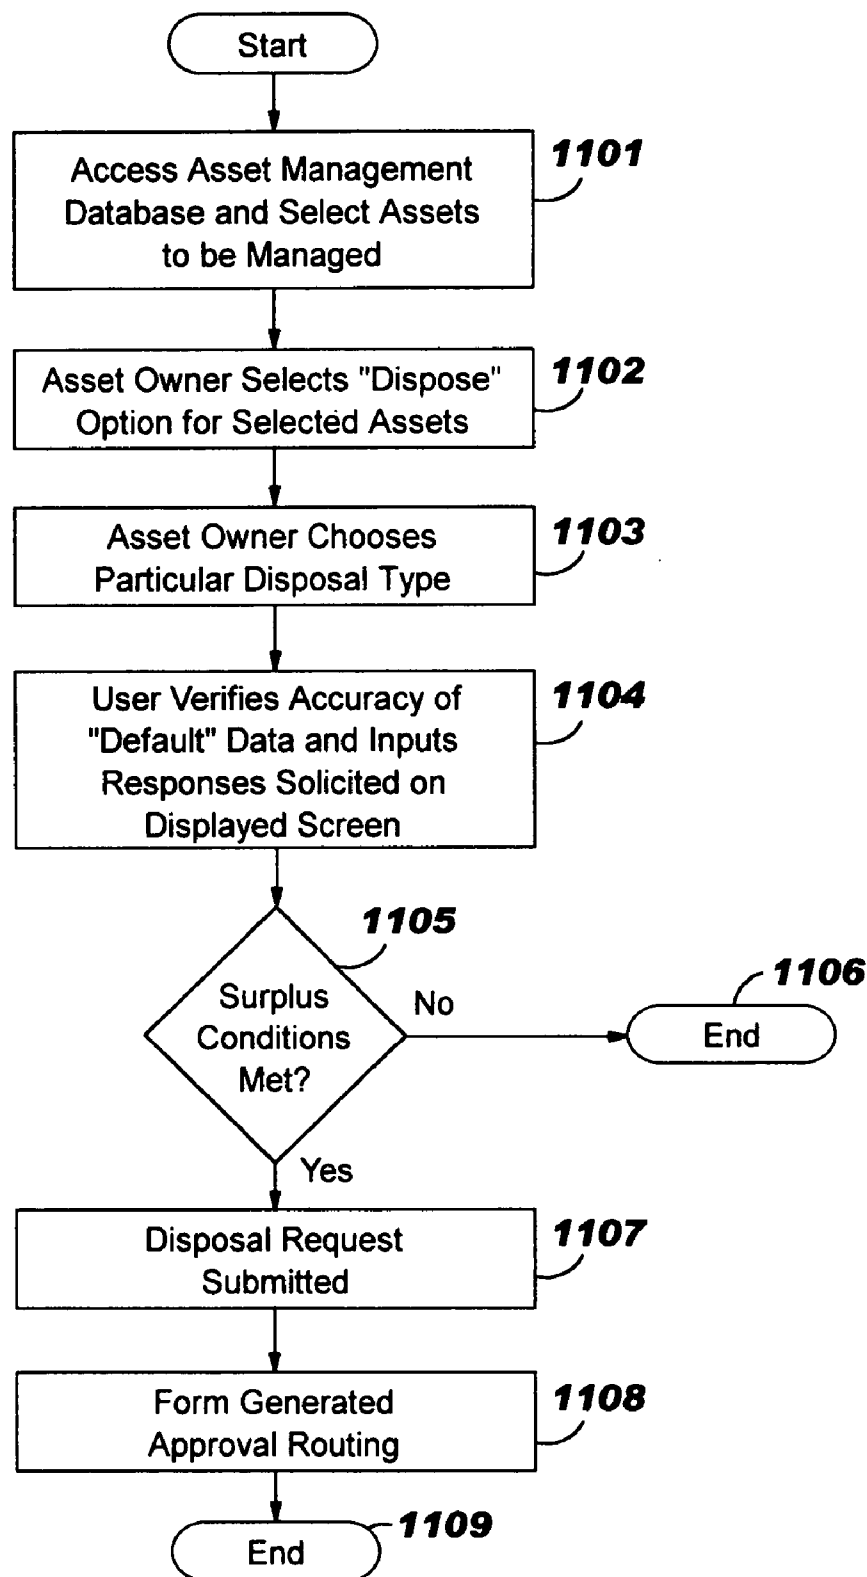 Start
1101
Access Asset Management
Database and Select Assets
to be Managed
1102
Asset Owner Selects "Dispose"
Option for Selected Assets
1103
Asset Owner Chooses
Particular Disposal Type
1104
User Verifies Accuracy of
"Default" Data and Inputs
Responses Solicited on
Displayed Screen
1105
Surplus
Conditions
Met?
No
1106
End
Yes
1107
Disposal Request
Submitted
1108
Form Generated
Approval Routing
1109
End